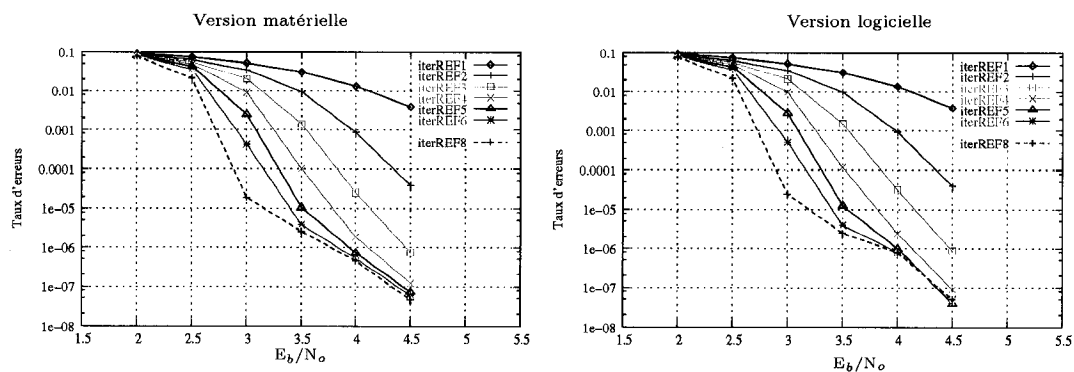 Version matérielle
0.1
0.01
0.001
0.0001
1e-05
1e-06
1e-07
1e-08
Taux d'erreurs
iterREF1
iterREF2
iterREF3
iterREF4
iterREF5
iterREF6
iterREF8
1.5 2 2.5 3 3.5 4 4.5 5 5.5
E_b/N_o
Version logicielle
0.1
0.01
0.001
0.0001
1e-05
1e-06
1e-07
1e-08
Taux d'erreurs
iterREF1
iterREF2
iterREF3
iterREF4
iterREF5
iterREF6
iterREF8
1.5 2 2.5 3 3.5 4 4.5 5 5.5
E_b/N_o